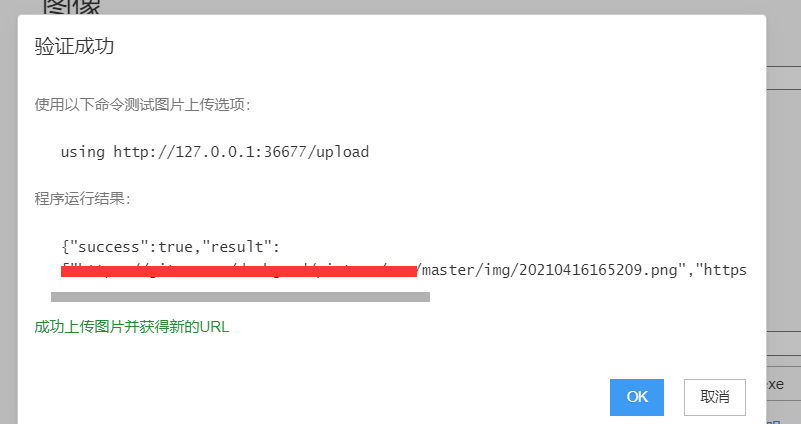 图像
验证成功
使用以下命令测试图片上传选项:
using http://127.0.0.1:36677/upload
程序运行结果:
{"success":true,"result":
/master/img/20210416165209.png","https
成功上传图片并获得新的URL
OK
取消
exe